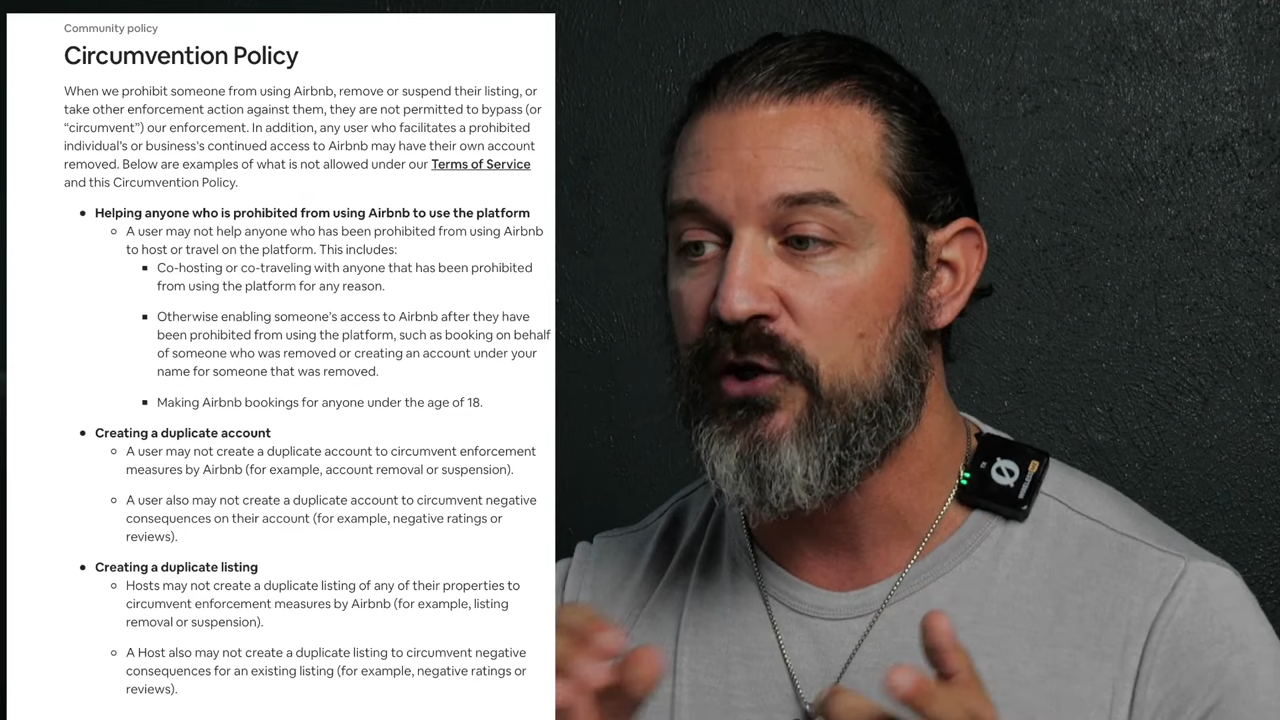 Community policy
Circumvention Policy
When we prohibit someone from using Airbnb, remove or suspend their listing, or
take other enforcement action against them, they are not permitted to bypass (or
“circumvent”) our enforcement. In addition, any user who facilitates a prohibited
individual’s or business’s continued access to Airbnb may have their own account
removed. Below are examples of what is not allowed under our Terms of Service
and this Circumvention Policy.
• Helping anyone who is prohibited from using Airbnb to use the platform
◦ A user may not help anyone who has been prohibited from using Airbnb
to host or travel on the platform. This includes:
▪ Co-hosting or co-traveling with anyone that has been prohibited
from using the platform for any reason.
▪ Otherwise enabling someone’s access to Airbnb after they have
been prohibited from using the platform, such as booking on behalf
of someone who was removed or creating an account under your
name for someone that was removed.
▪ Making Airbnb bookings for anyone under the age of 18.
• Creating a duplicate account
◦ A user may not create a duplicate account to circumvent enforcement
measures by Airbnb (for example, account removal or suspension).
◦ A user also may not create a duplicate account to circumvent negative
consequences on their account (for example, negative ratings or
reviews).
• Creating a duplicate listing
◦ Hosts may not create a duplicate listing of any of their properties to
circumvent enforcement measures by Airbnb (for example, listing
removal or suspension).
◦ A Host also may not create a duplicate listing to circumvent negative
consequences for an existing listing (for example, negative ratings or
reviews).